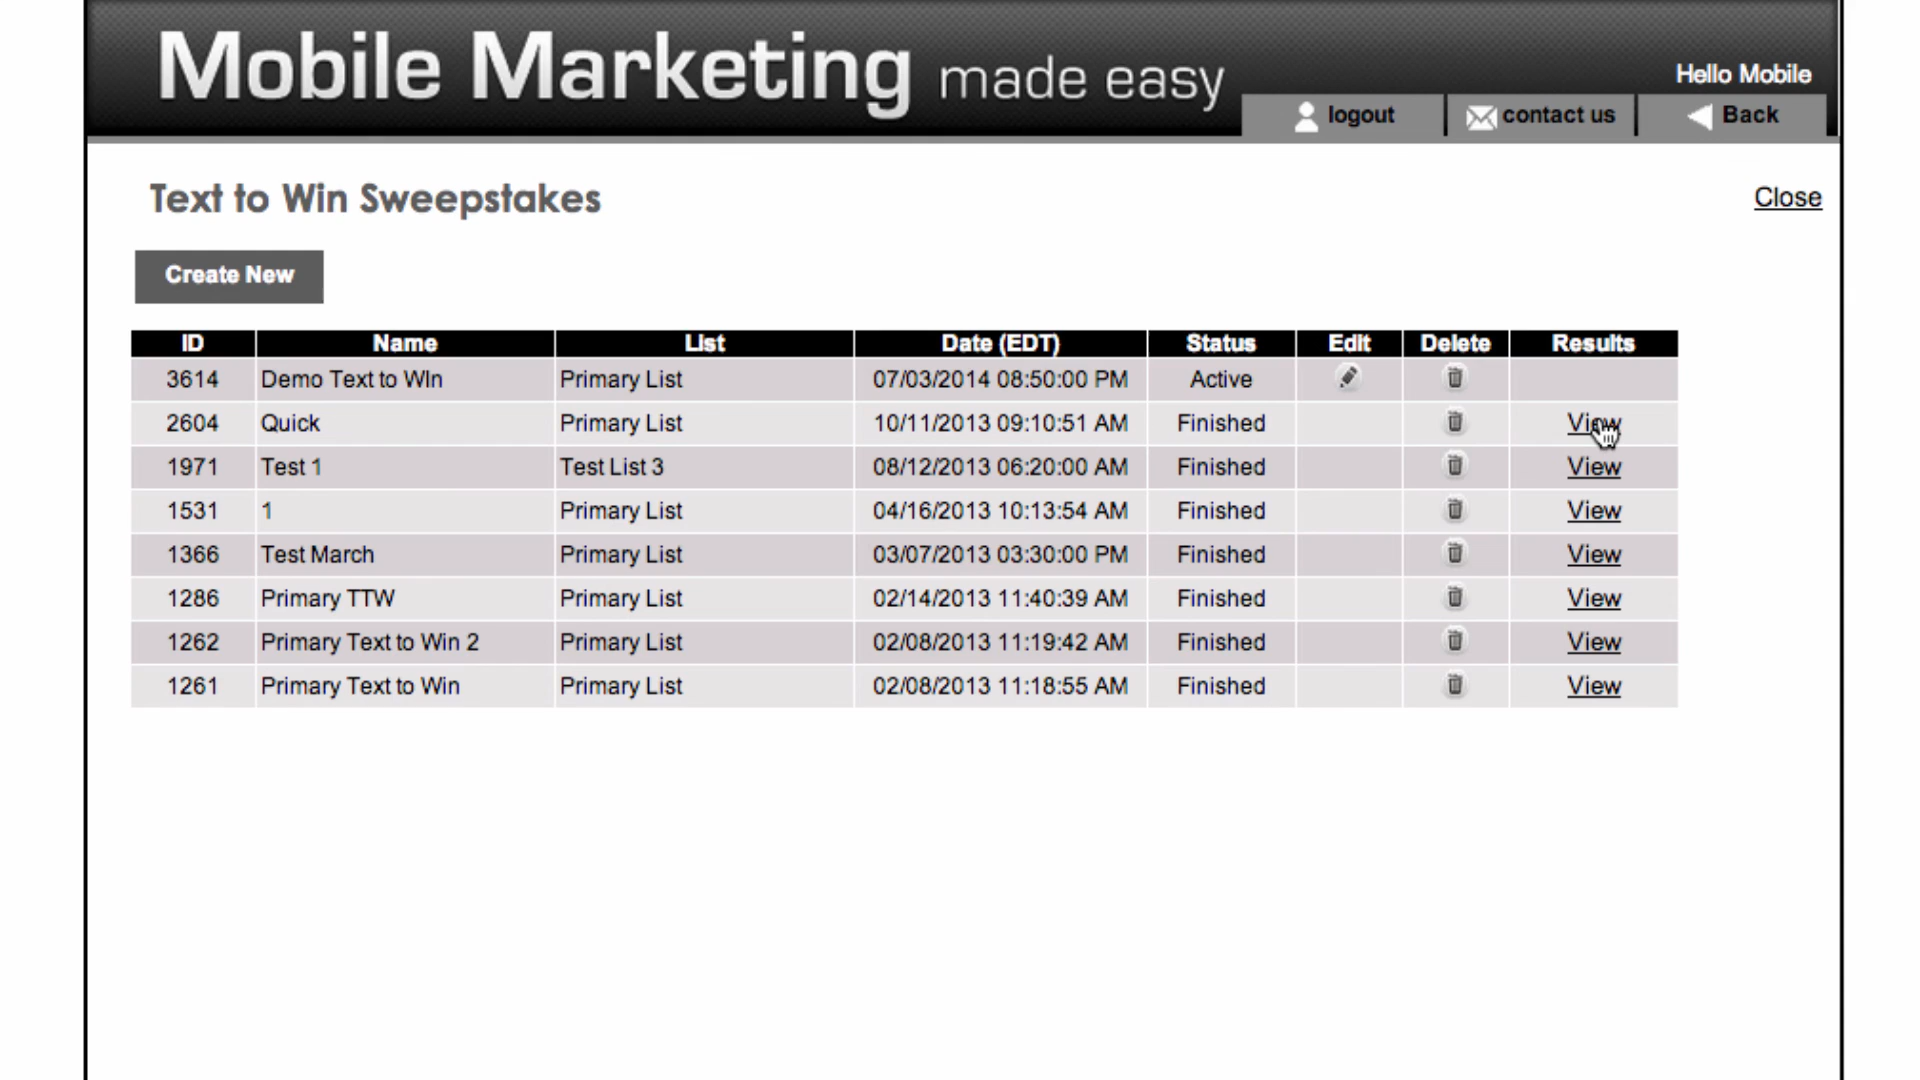 Mobile Marketing made easy
Hello Mobile
logout contact us Back
Text to Win Sweepstakes
Close
Create New
ID Name List Date (EDT) Status Edit Delete Results
3614 Demo Text to WIn Primary List 07/03/2014 08:50:00 PM Active
2604 Quick Primary List 10/11/2013 09:10:51 AM Finished View
1971 Test 1 Test List 3 08/12/2013 06:20:00 AM Finished View
1531 1 Primary List 04/16/2013 10:13:54 AM Finished View
1366 Test March Primary List 03/07/2013 03:30:00 PM Finished View
1286 Primary TTW Primary List 02/14/2013 11:40:39 AM Finished View
1262 Primary Text to Win 2 Primary List 02/08/2013 11:19:42 AM Finished View
1261 Primary Text to Win Primary List 02/08/2013 11:18:55 AM Finished View